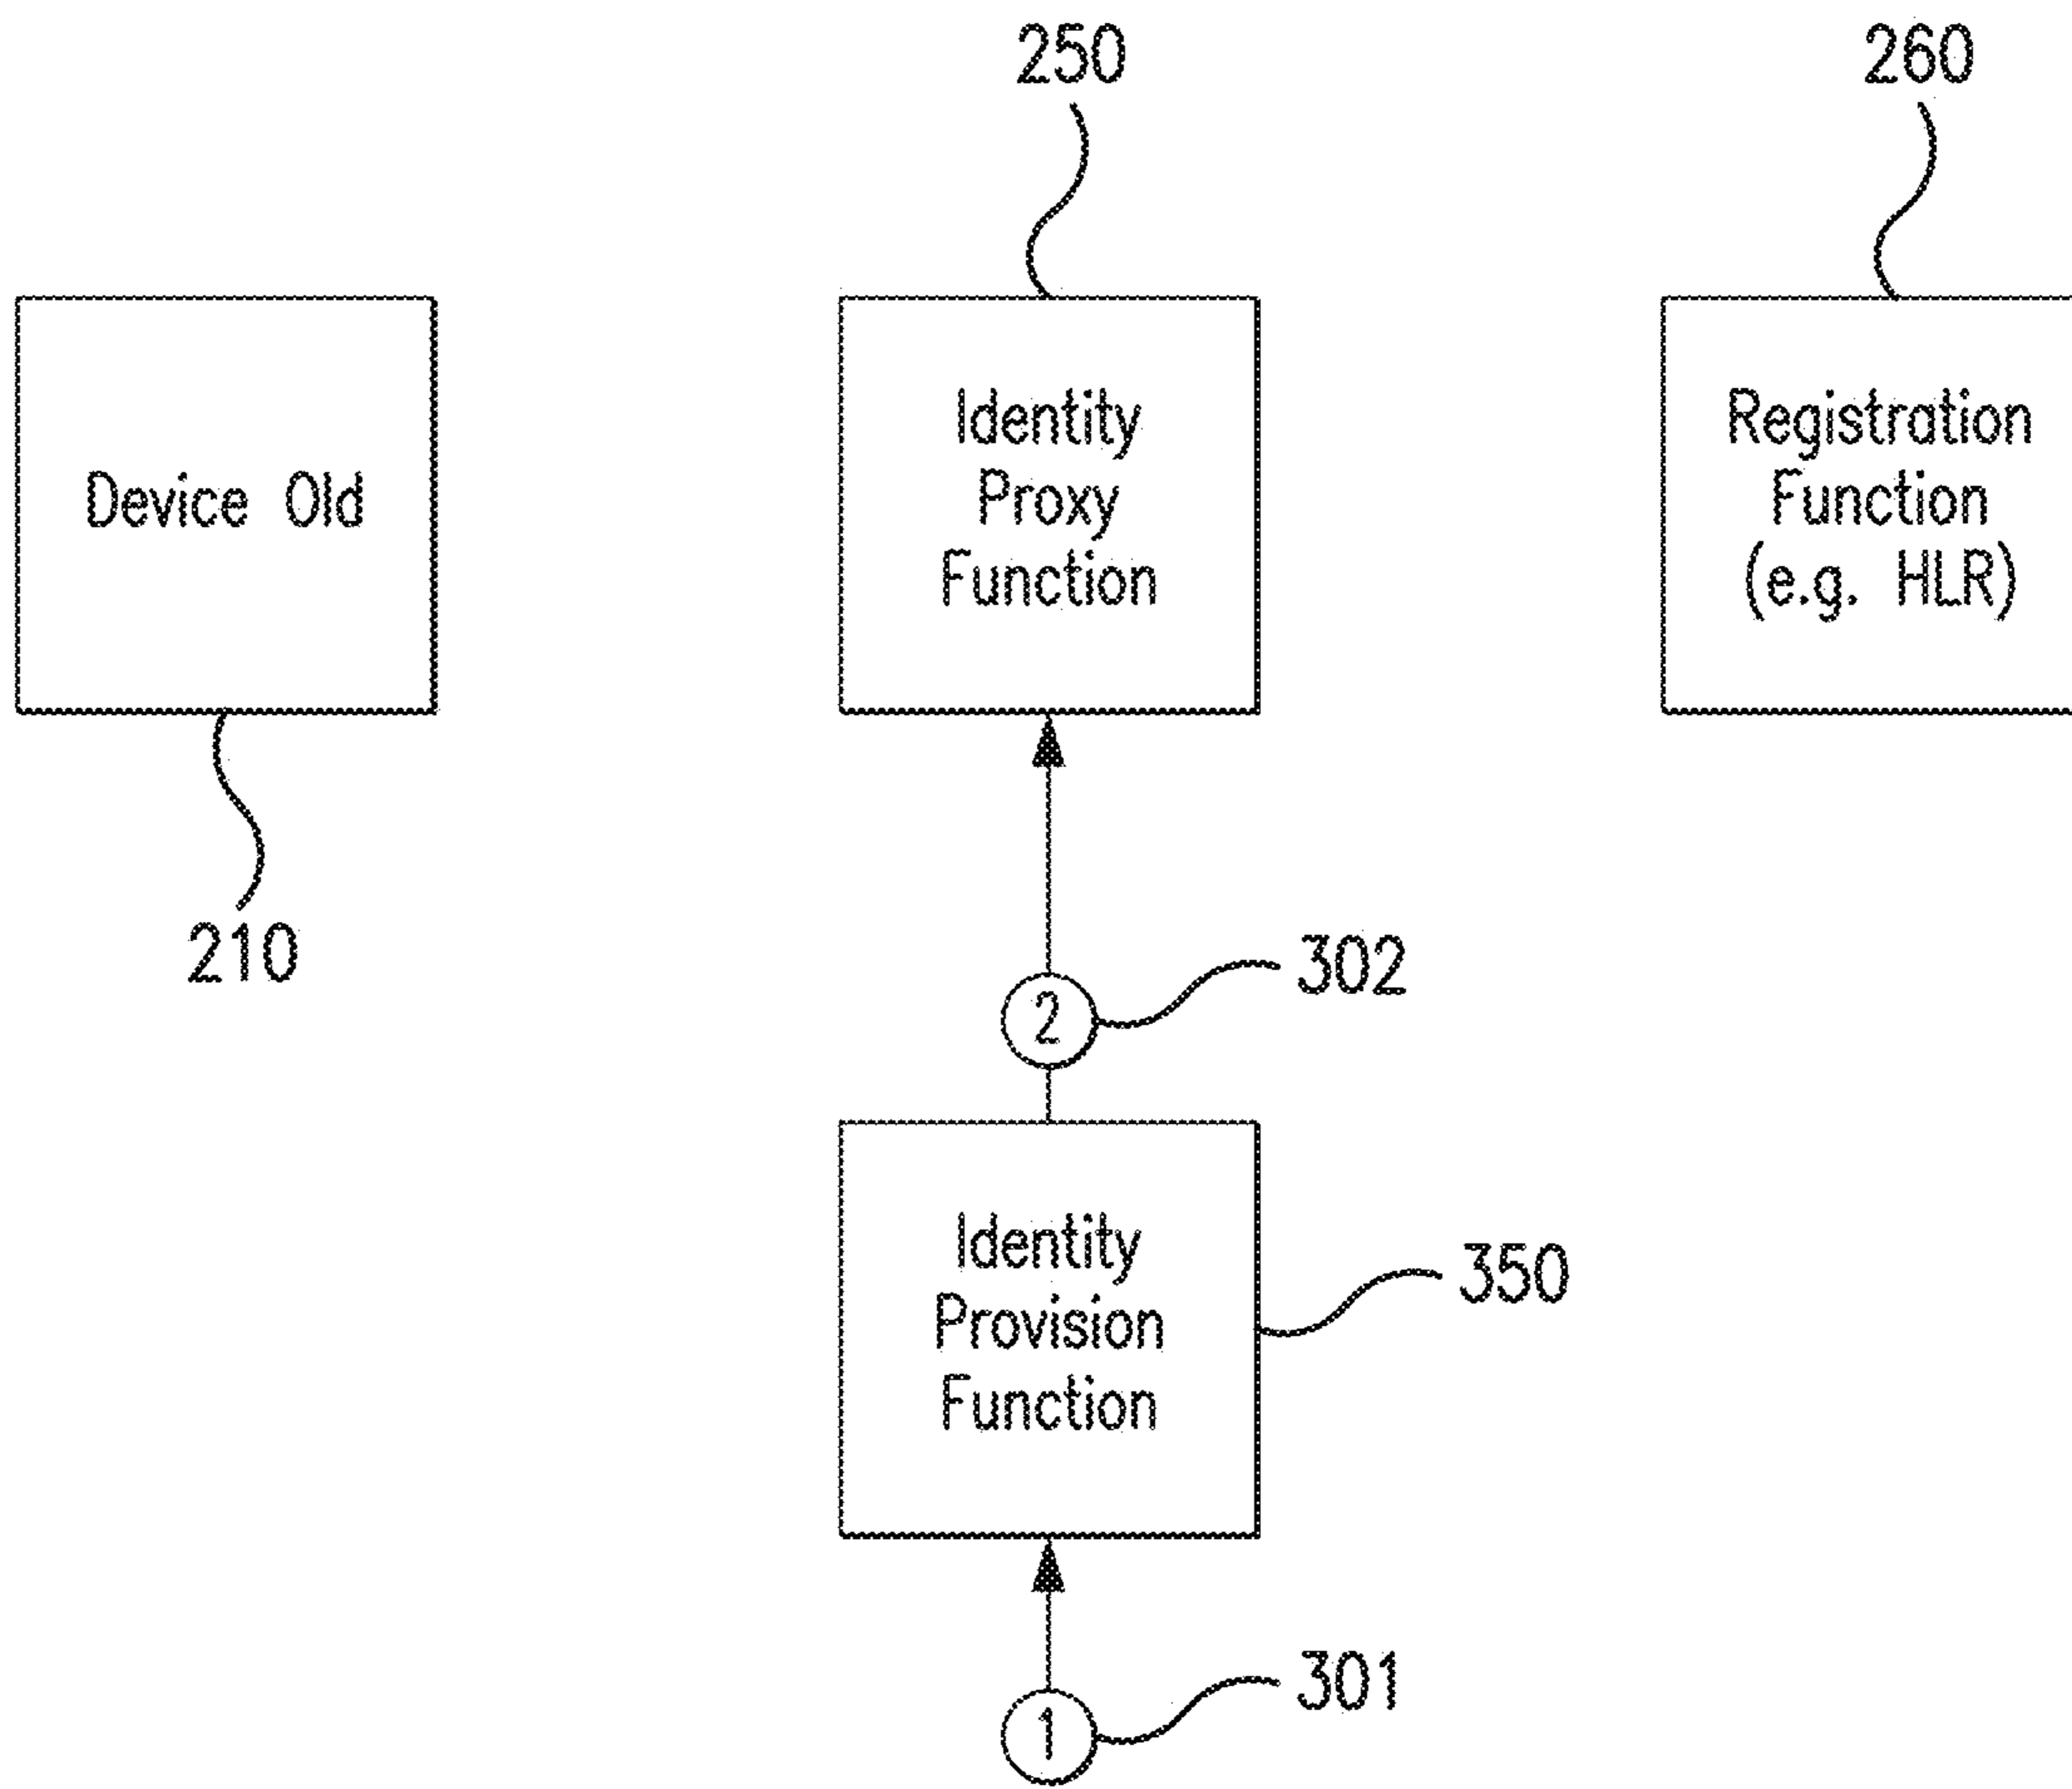 250
260
Device Old
Identity
Proxy
Function
Registration
Function
(e.g. HLR)
210
302
2
Identity
Provision
Function
350
301
1